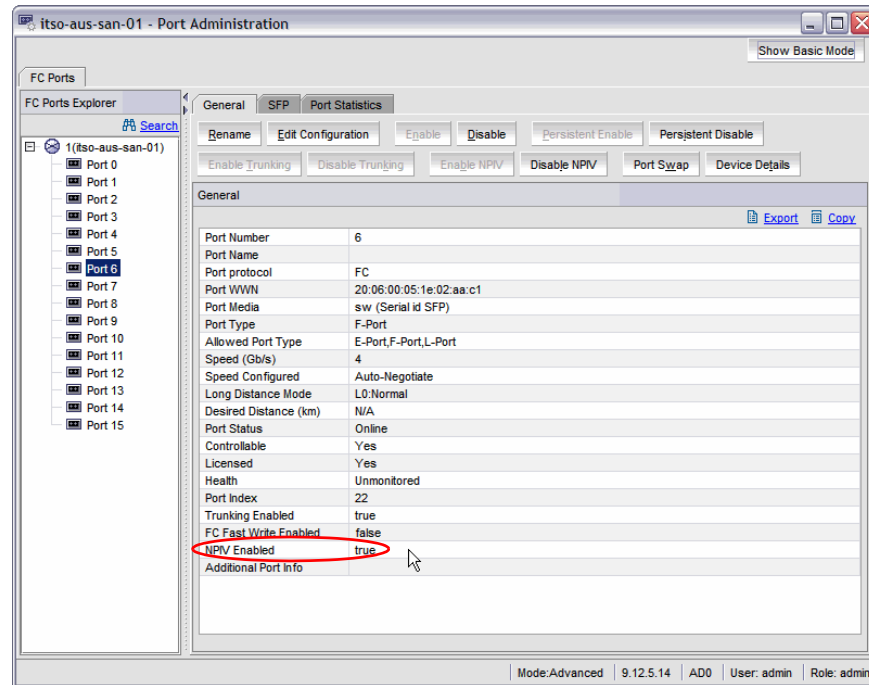 itso-aus-san-01 - Port Administration
Show Basic Mode
FC Ports
FC Ports Explorer
Search
1(itso-aus-san-01)
Port 0
Port 1
Port 2
Port 3
Port 4
Port 5
Port 6
Port 7
Port 8
Port 9
Port 10
Port 11
Port 12
Port 13
Port 14
Port 15
General SFP Port Statistics
Rename Edit Configuration Enable Disable Persistent Enable Persistent Disable
Enable Trunking Disable Trunking Enable NPIV Disable NPIV Port Swap Device Details
General
Export Copy
Port Number 6
Port Name
Port protocol FC
Port WWN 20:06:00:05:1e:02:aa:c1
Port Media sw (Serial id SFP)
Port Type F-Port
Allowed Port Type E-Port,F-Port,L-Port
Speed (Gb/s) 4
Speed Configured Auto-Negotiate
Long Distance Mode L0:Normal
Desired Distance (km) N/A
Port Status Online
Controllable Yes
Licensed Yes
Health Unmonitored
Port Index 22
Trunking Enabled true
FC Fast Write Enabled false
NPIV Enabled true
Additional Port Info
Mode:Advanced 9.12.5.14 AD0 User: admin Role: admin